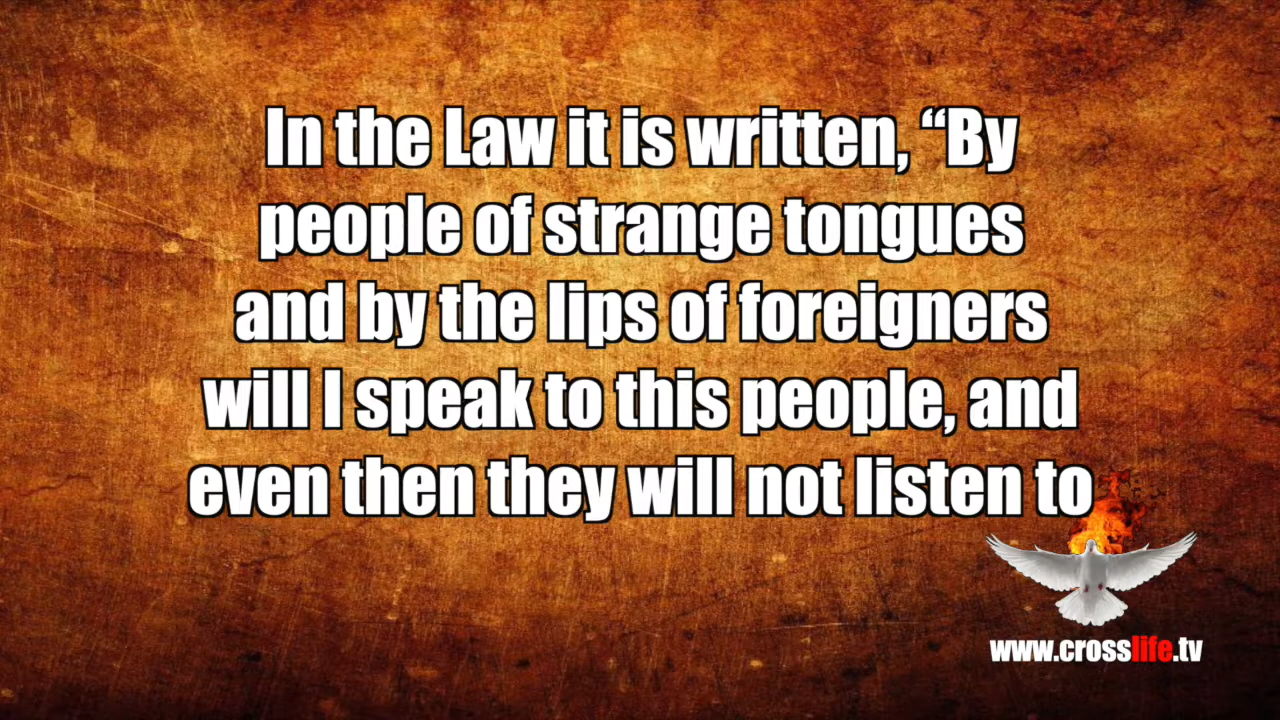 In the Law it is written, “By
people of strange tongues
and by the lips of foreigners
will I speak to this people, and
even then they will not listen to
www.crosslife.tv